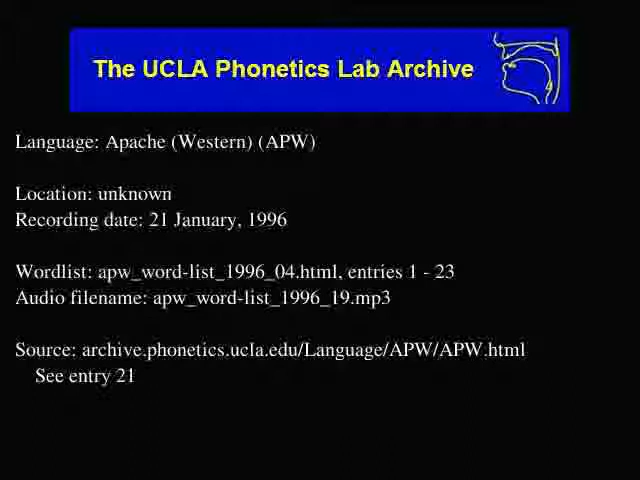 The UCLA Phonetics Lab Archive
Language: Apache (Western) (APW)
Location: unknown
Recording date: 21 January, 1996
Wordlist: apw_word-list_1996_04.html, entries 1 - 23
Audio filename: apw_word-list_1996_19.mp3
Source: archive.phonetics.ucla.edu/Language/APW/APW.html
See entry 21